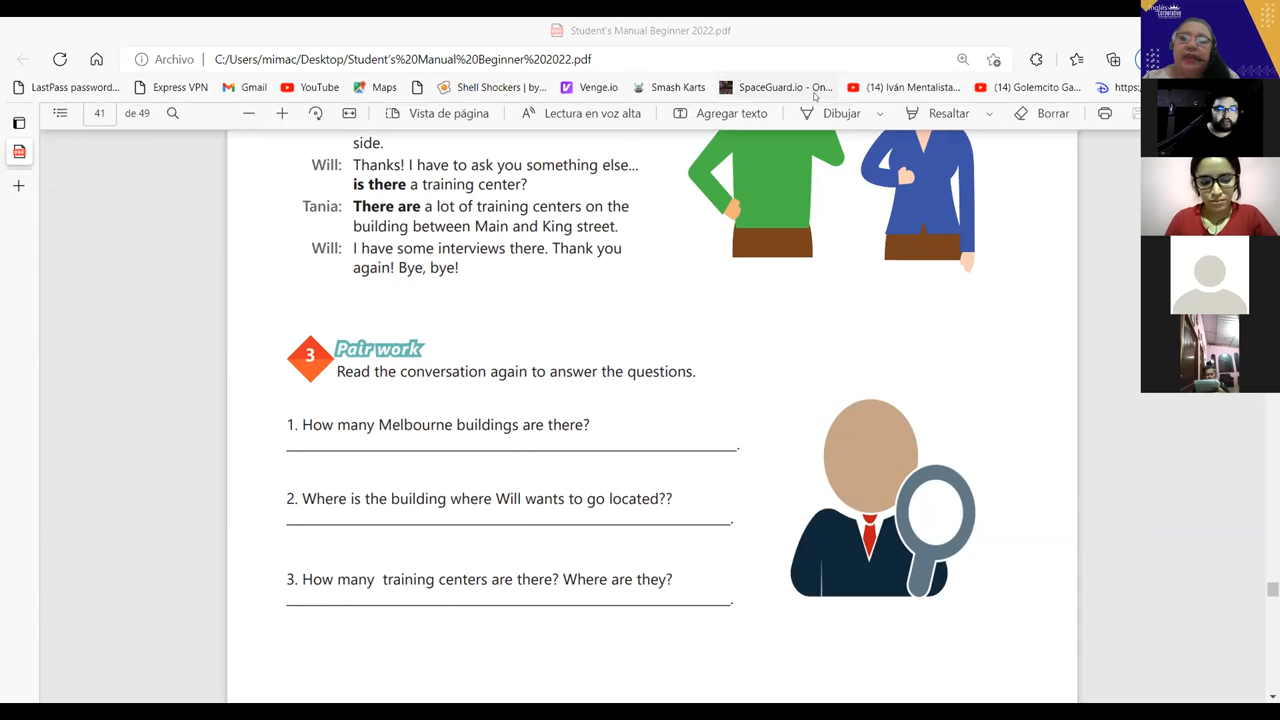 Student's Manual Beginner 2022.pdf
Archivo C:/Users/mimac/Desktop/Student's%20Manual%20Beginner%202022.pdf
LastPass password... Express VPN Gmail YouTube Maps Shell Shockers | by... Venge.io Smash Karts SpaceGuard.io - On... (14) Iván Mentalista... (14) Golemcito Ga... https:
41 de 49 Vista de página Lectura en voz alta Agregar texto Dibujar Resaltar Borrar
side.
Will: Thanks! I have to ask you something else...
is there a training center?
Tania: There are a lot of training centers on the
building between Main and King street.
Will: I have some interviews there. Thank you
again! Bye, bye!
3 Pair work
Read the conversation again to answer the questions.
1. How many Melbourne buildings are there?
2. Where is the building where Will wants to go located??
3. How many training centers are there? Where are they?
Inglés
Corporativo